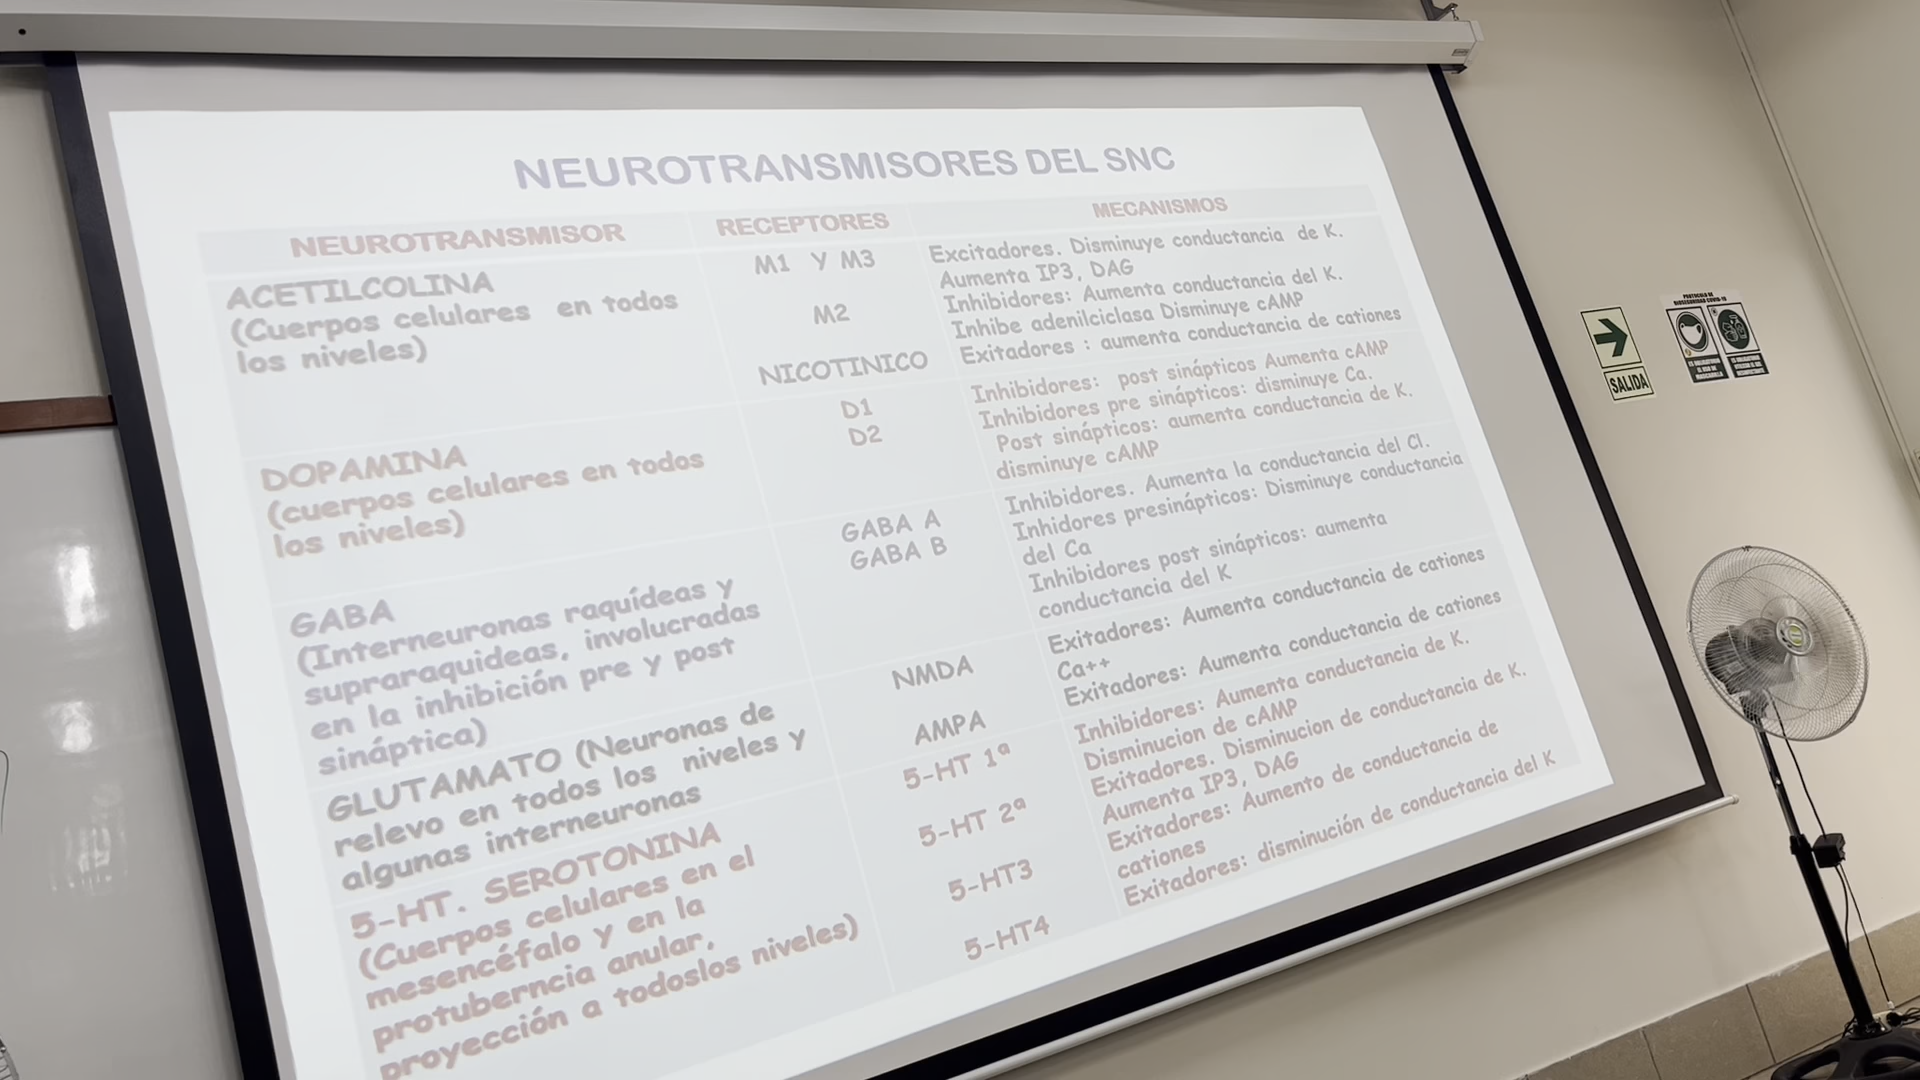 NEUROTRANSMISORES DEL SNC
NEUROTRANSMISOR
RECEPTORES
MECANISMOS
ACETILCOLINA
(Cuerpos celulares en todos
los niveles)
M1 Y M3
M2
NICOTINICO
Excitadores. Disminuye conductancia de K.
Aumenta IP3, DAG
Inhibidores: Aumenta conductancia del K.
Inhibe adenilciclasa Disminuye cAMP
Exitadores : aumenta conductancia de cationes
DOPAMINA
(cuerpos celulares en todos
los niveles)
D1
D2
Inhibidores: post sinápticos Aumenta cAMP
Inhibidores pre sinápticos: disminuye Ca.
Post sinápticos: aumenta conductancia de K.
disminuye cAMP
GABA
(Interneuronas raquídeas y
supraraquideas, involucradas
en la inhibición pre y post
sináptica)
GABA A
GABA B
Inhibidores. Aumenta la conductancia del Cl.
Inhidores presinápticos: Disminuye conductancia
del Ca
Inhibidores post sinápticos: aumenta
conductancia del K
GLUTAMATO (Neuronas de
relevo en todos los niveles y
algunas interneuronas
NMDA
AMPA
Exitadores: Aumenta conductancia de cationes
Ca++
Exitadores: Aumenta conductancia de cationes
5-HT. SEROTONINA
(Cuerpos celulares en el
mesencéfalo y en la
protuberncia anular,
proyección a todoslos niveles)
5-HT 1ª
5-HT 2ª
5-HT3
5-HT4
Inhibidores: Aumenta conductancia de K.
Disminucion de cAMP
Exitadores. Disminucion de conductancia de K.
Aumenta IP3, DAG
Exitadores: Aumento de conductancia de
cationes
Exitadores: disminución de conductancia del K
SALIDA
PROTOCOLO DE
BIOSEGURIDAD COVID-19